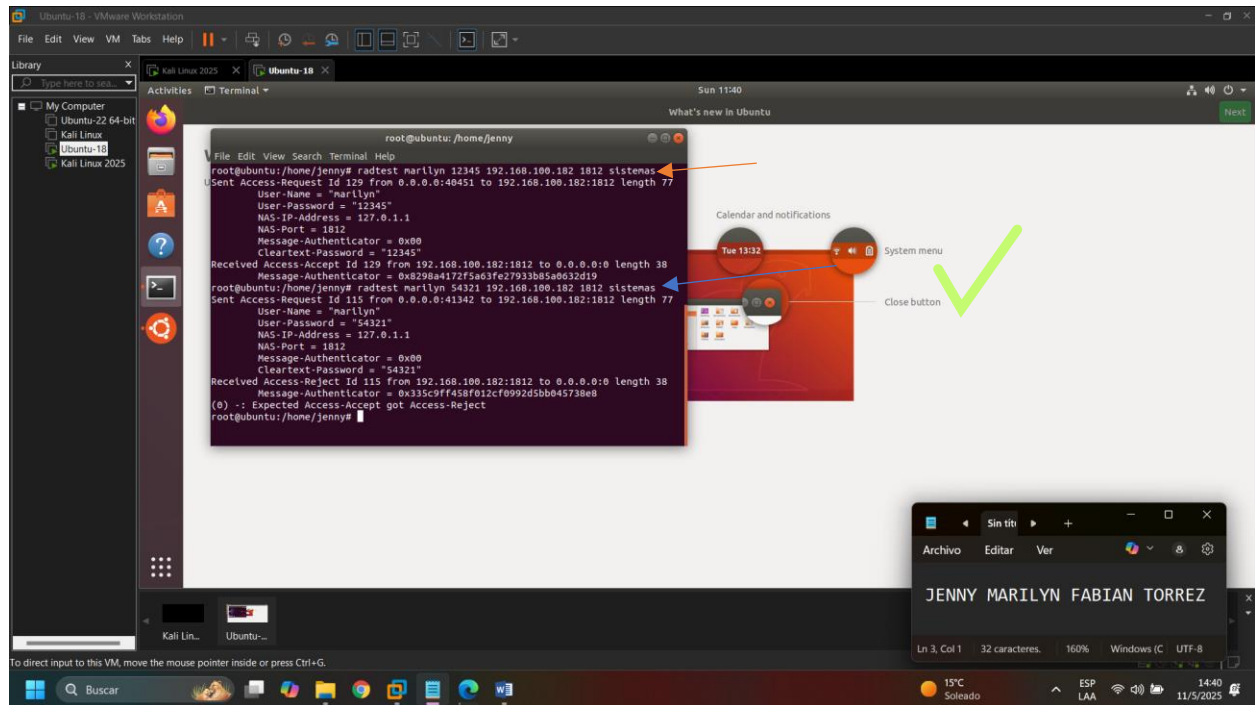 Ubuntu-18 - VMware Workstation
File Edit View VM Tabs Help
Library
Type here to sea...
My Computer
Ubuntu-22 64-bit
Kali Linux
Ubuntu-18
Kali Linux 2025
Kali Linux 2025
Ubuntu-18
Activities
Terminal
Sun 11:40
What's new in Ubuntu
Next
root@ubuntu: /home/jenny
File Edit View Search Terminal Help
root@ubuntu:/home/jenny# radtest marilyn 12345 192.168.100.182 1812 sistemas
Sent Access-Request Id 129 from 0.0.0.0:40451 to 192.168.100.182:1812 length 77
User-Name = "marilyn"
User-Password = "12345"
NAS-IP-Address = 127.0.1.1
NAS-Port = 1812
Message-Authenticator = 0x00
Cleartext-Password = "12345"
Received Access-Accept Id 129 from 192.168.100.182:1812 to 0.0.0.0:0 length 38
Message-Authenticator = 0x8298a4172f5a63fe27933b85a0632d19
root@ubuntu:/home/jenny# radtest marilyn 54321 192.168.100.182 1812 sistemas
Sent Access-Request Id 115 from 0.0.0.0:41342 to 192.168.100.182:1812 length 77
User-Name = "marilyn"
User-Password = "54321"
NAS-IP-Address = 127.0.1.1
NAS-Port = 1812
Message-Authenticator = 0x00
Cleartext-Password = "54321"
Received Access-Reject Id 115 from 192.168.100.182:1812 to 0.0.0.0:0 length 38
Message-Authenticator = 0x335c9ff458f012cf0992d5bb045738e8
(0) -: Expected Access-Accept got Access-Reject
root@ubuntu:/home/jenny#
Calendar and notifications
Tue 13:32
System menu
Close button
Sin tít
Archivo Editar Ver
JENNY MARILYN FABIAN TORREZ
Ln 3, Col 1 32 caracteres. 160% Windows (C UTF-8
Kali Lin...
Ubuntu-...
To direct input to this VM, move the mouse pointer inside or press Ctrl+G.
Buscar
15°C
Soleado
ESP
LAA
14:40
11/5/2025